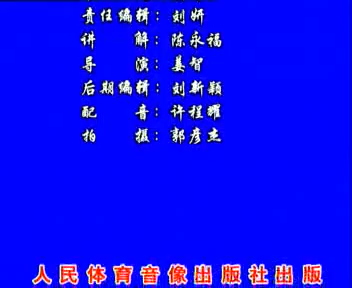 责任编辑：刘妍
讲 解：陈永福
导 演：姜智
后期编辑：刘新颖
配 音：许程耀
拍 摄：郭彦杰
人民体育音像出版社出版